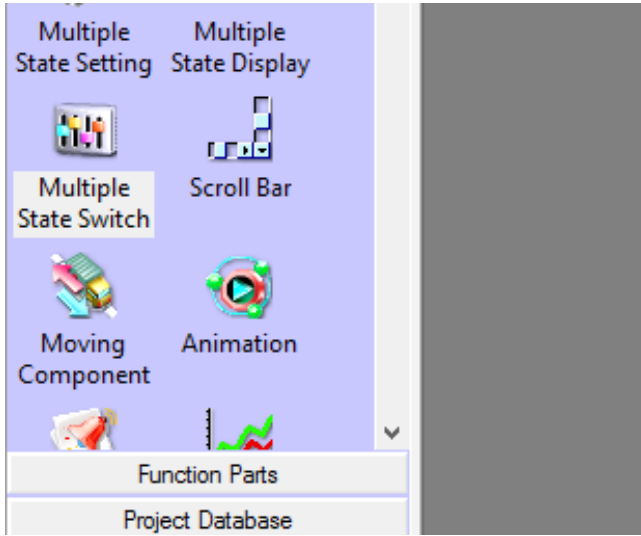 Multiple Multiple
State Setting State Display
Multiple Scroll Bar
State Switch
Moving Animation
Component
Function Parts
Project Database